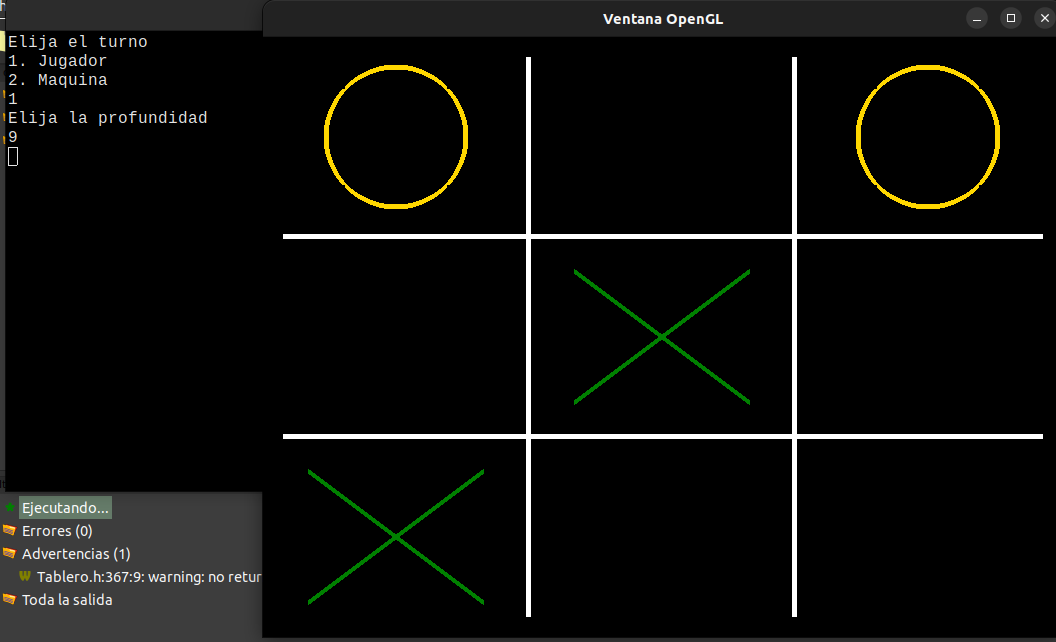 Ventana OpenGL
Elija el turno
1. Jugador
2. Maquina
1
Elija la profundidad
9
Ejecutando...
Errores (0)
Advertencias (1)
Tablero.h:367:9: warning: no retur
Toda la salida